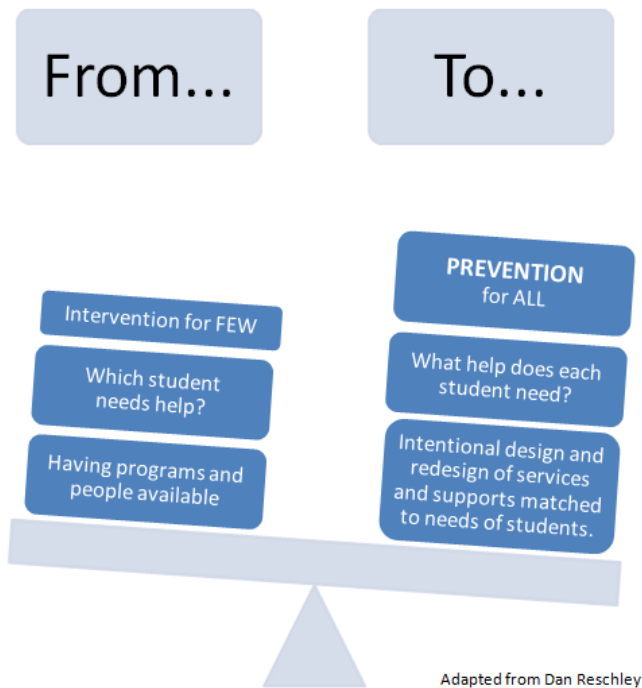 From...
To...
Intervention for FEW
Which student
needs help?
Having programs and
people available
PREVENTION
for ALL
What help does each
student need?
Intentional design and
redesign of services
and supports matched
to needs of students.
Adapted from Dan Reschley